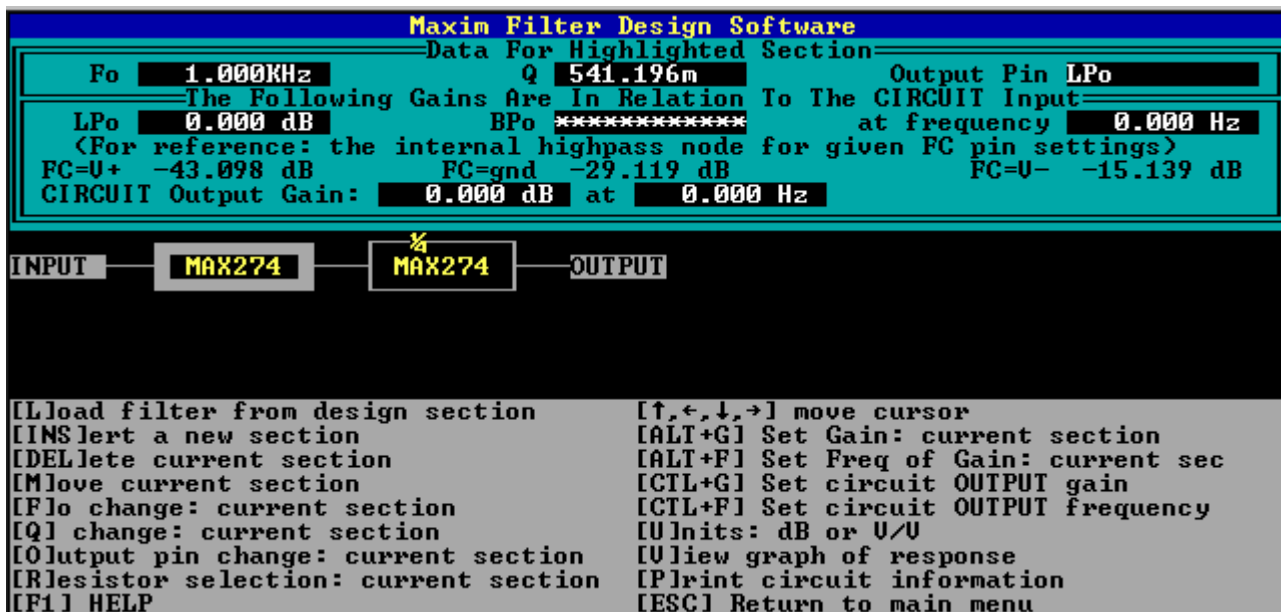 Maxim Filter Design Software
Data For Highlighted Section
Fo 1.000KHz Q 541.196m Output Pin LPo
The Following Gains Are In Relation To The CIRCUIT Input
LPo 0.000 dB BPo ************ at frequency 0.000 Hz
(For reference: the internal highpass node for given FC pin settings)
FC=V+ -43.098 dB FC=gnd -29.119 dB FC=V- -15.139 dB
CIRCUIT Output Gain: 0.000 dB at 0.000 Hz
¼
INPUT MAX274 MAX274 OUTPUT
[L]oad filter from design section [↑,←,↓,→] move cursor
[INS]ert a new section [ALT+G] Set Gain: current section
[DEL]ete current section [ALT+F] Set Freq of Gain: current sec
[M]ove current section [CTL+G] Set circuit OUTPUT gain
[F]o change: current section [CTL+F] Set circuit OUTPUT frequency
[Q] change: current section [U]nits: dB or V/V
[O]utput pin change: current section [V]iew graph of response
[R]esistor selection: current section [P]rint circuit information
[F1] HELP [ESC] Return to main menu